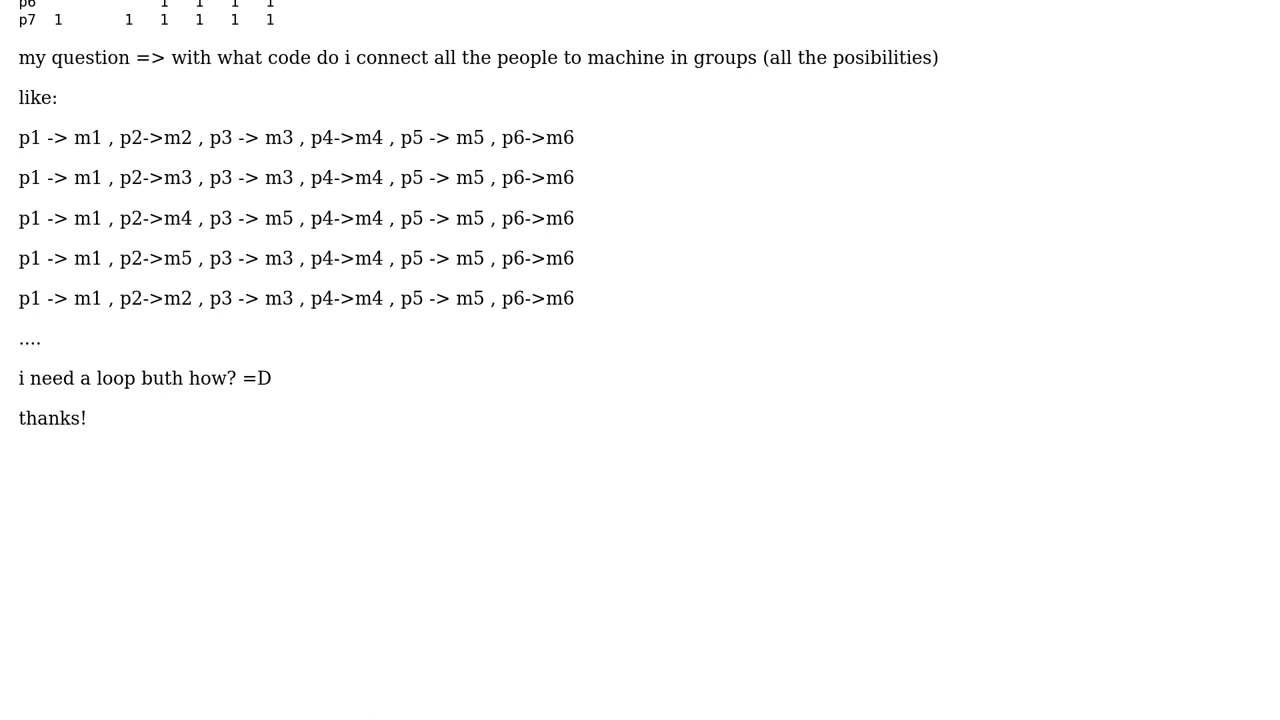 p6 1 1 1 1
p7 1 1 1 1 1 1
my question => with what code do i connect all the people to machine in groups (all the posibilities)
like:
p1 -> m1 , p2->m2 , p3 -> m3 , p4->m4 , p5 -> m5 , p6->m6
p1 -> m1 , p2->m3 , p3 -> m3 , p4->m4 , p5 -> m5 , p6->m6
p1 -> m1 , p2->m4 , p3 -> m5 , p4->m4 , p5 -> m5 , p6->m6
p1 -> m1 , p2->m5 , p3 -> m3 , p4->m4 , p5 -> m5 , p6->m6
p1 -> m1 , p2->m2 , p3 -> m3 , p4->m4 , p5 -> m5 , p6->m6
....
i need a loop buth how? =D
thanks!